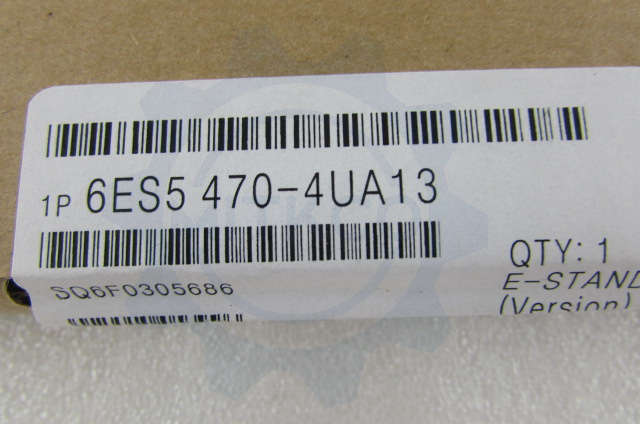 1P 6ES5 470-4UA13
QTY: 1
SQ6F0305686
E-STAND
(Version)